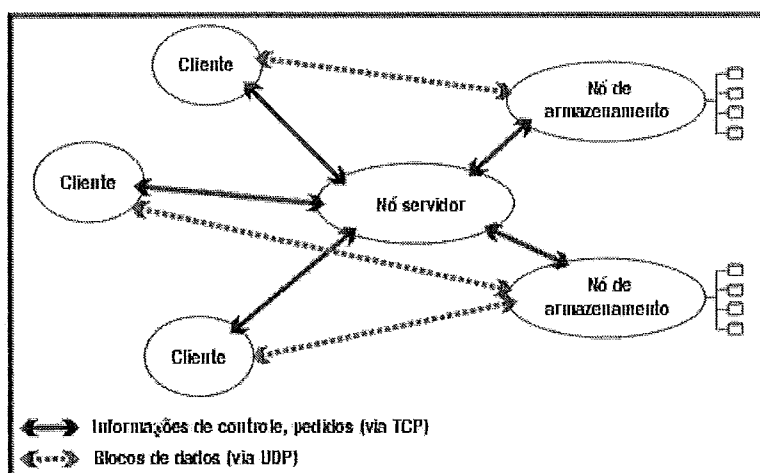 Cliente
Nó de
armazenamento
Cliente
Nó servidor
Nó de
armazenamento
Cliente
Informações de controle, pedidos (via TCP)
Blocos de dados (via UDP)